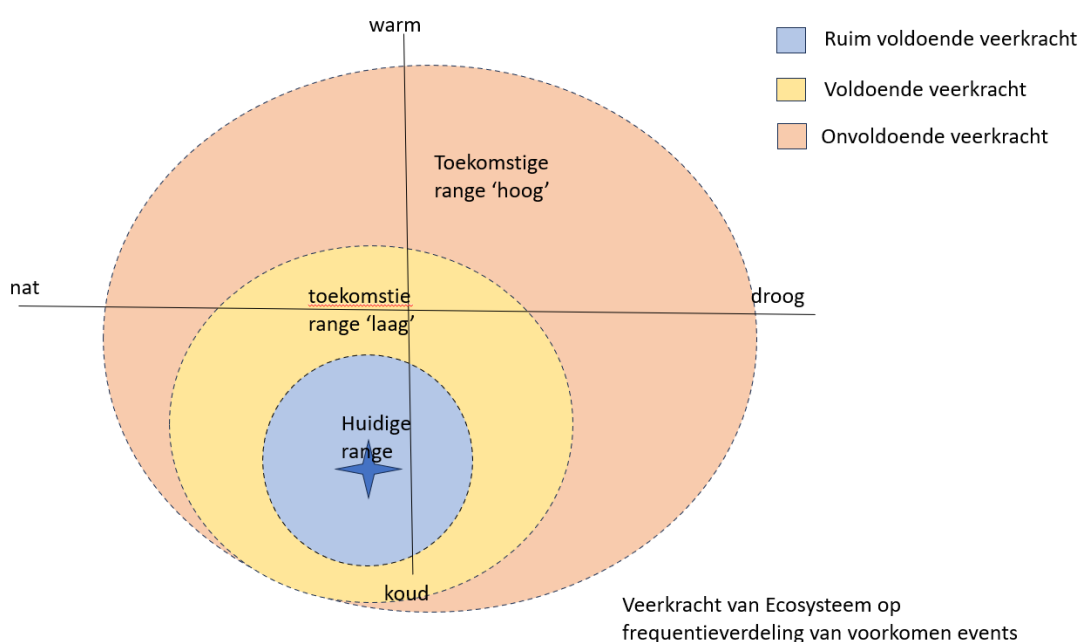 warm
Ruim voldoende veerkracht
Voldoende veerkracht
Onvoldoende veerkracht
Toekomstige
range ‘hoog’
nat
droog
toekomstie
range ‘laag’
Huidige
range
koud
Veerkracht van Ecosysteem op
frequentieverdeling van voorkomen events